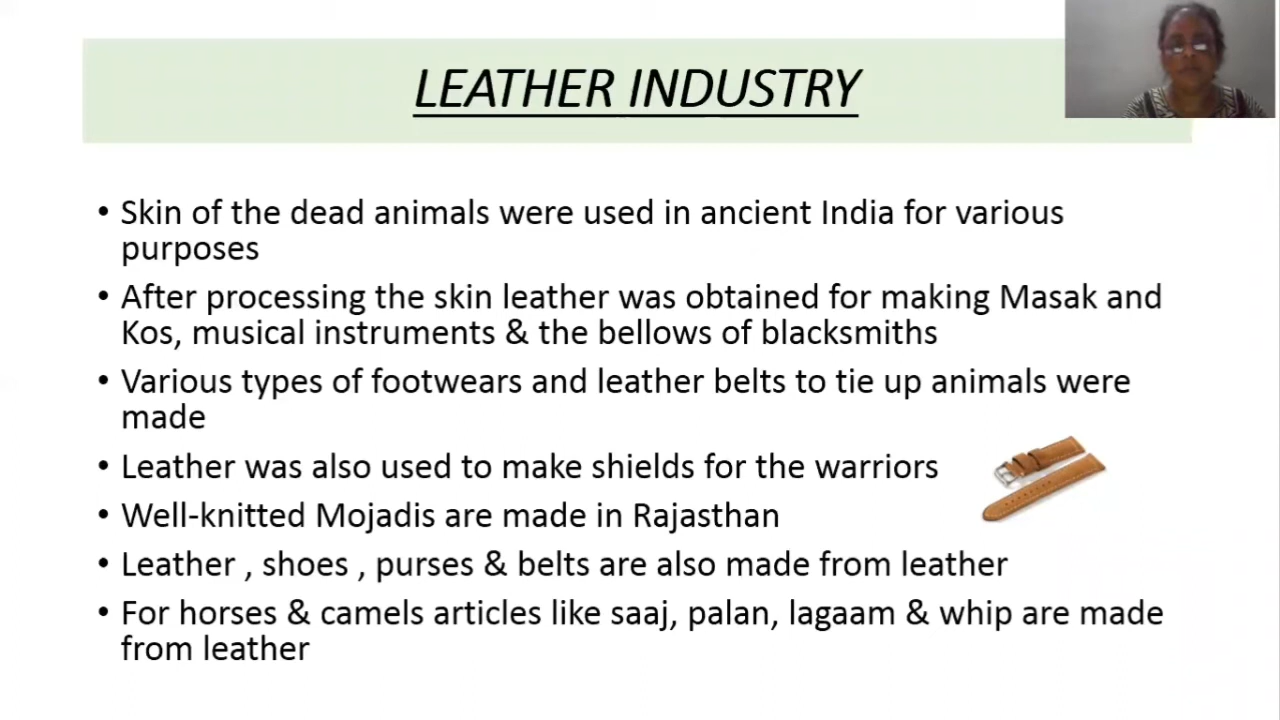 LEATHER INDUSTRY
• Skin of the dead animals were used in ancient India for various
purposes
• After processing the skin leather was obtained for making Masak and
Kos, musical instruments & the bellows of blacksmiths
• Various types of footwears and leather belts to tie up animals were
made
• Leather was also used to make shields for the warriors
• Well-knitted Mojadis are made in Rajasthan
• Leather , shoes , purses & belts are also made from leather
• For horses & camels articles like saaj, palan, lagaam & whip are made
from leather